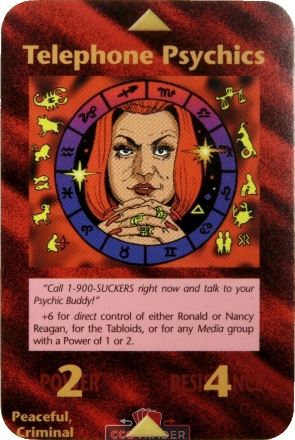 Telephone Psychics
"Call 1-900-SUCKERS right now and talk to your
Psychic Buddy!"
+6 for direct control of either Ronald or Nancy
Reagan, for the Tabloids, or for any Media group
with a Power of 1 or 2.
POWER
2
4
Peaceful,
Criminal
CCGTRADER